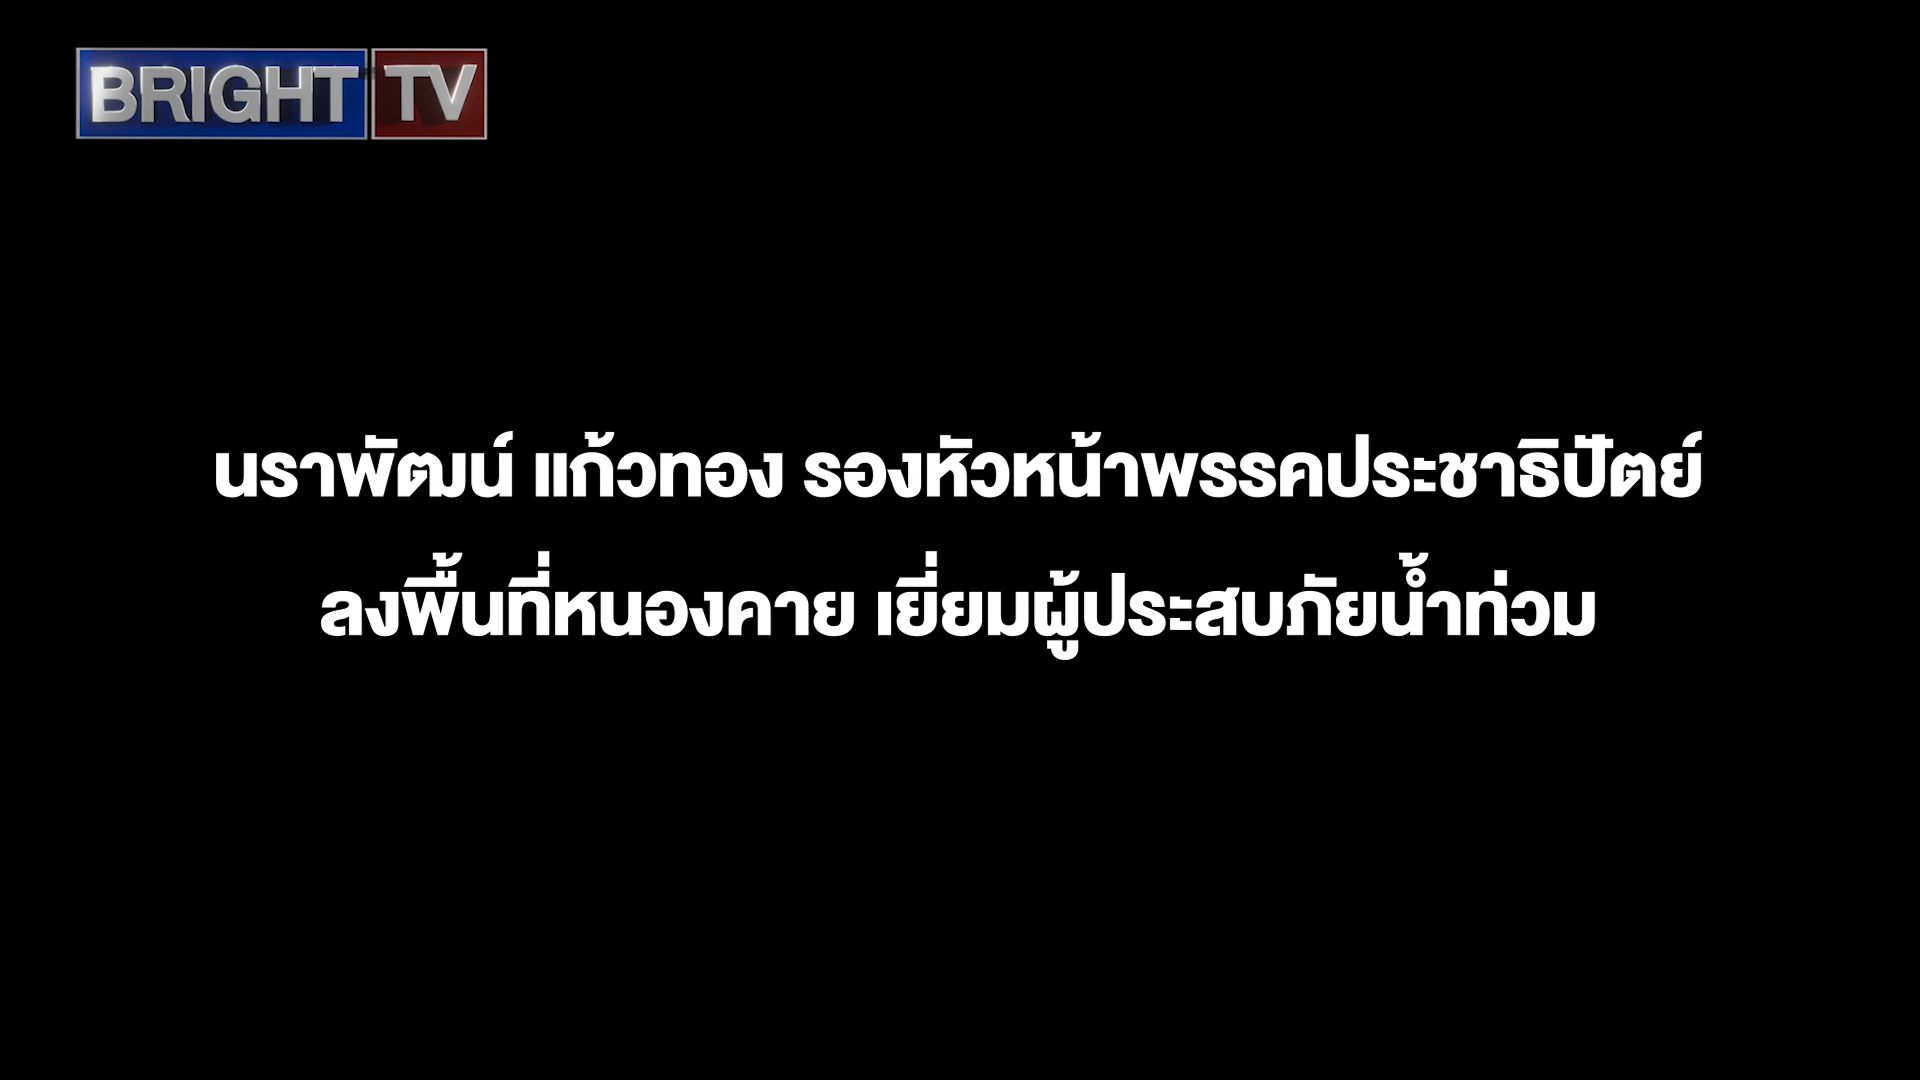 BRIGHT TV
นราพัฒน์ แก้วทอง รองหัวหน้าพรรคประชาธิปัตย์
ลงพื้นที่หนองคาย เยี่ยมผู้ประสบภัยน้ำท่วม